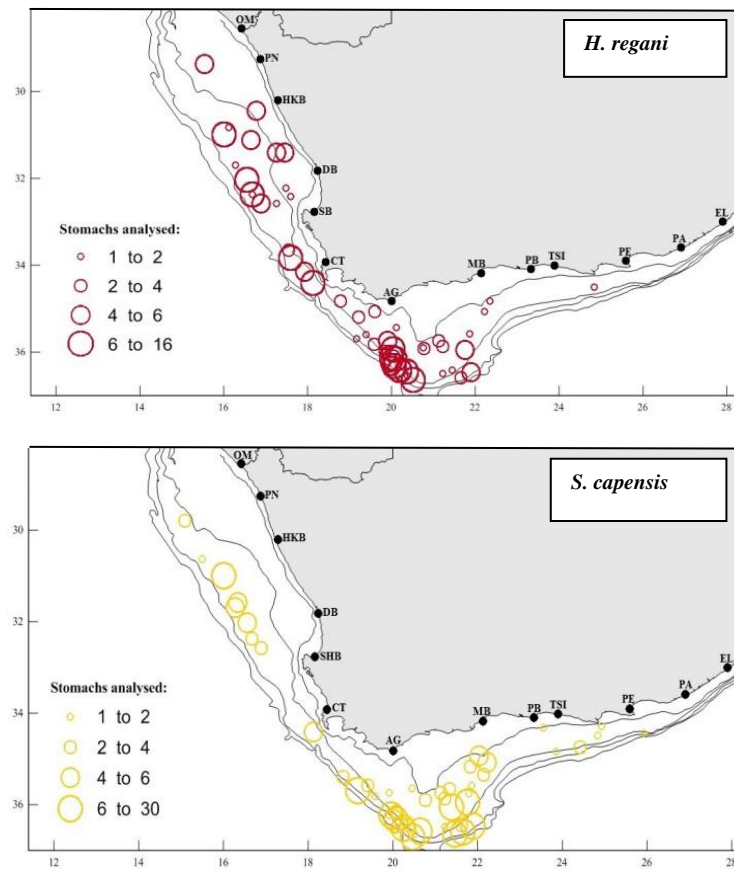 OM
H. regani
PN
30
HKB
32
DB
SB
EL
Stomachs analysed:
PA
1 to 2
34
CT
MB
PB
TSI
PE
2 to 4
AG
4 to 6
36
6 to 16
12
14
16
18
20
22
24
26
28
OM
S. capensis
PN
30
HKB
32
DB
SHB
EL
Stomachs analysed:
PA
1 to 2
34
CT
MB
PB
TSI
PE
2 to 4
AG
4 to 6
36
6 to 30
12
14
16
18
20
22
24
26
28